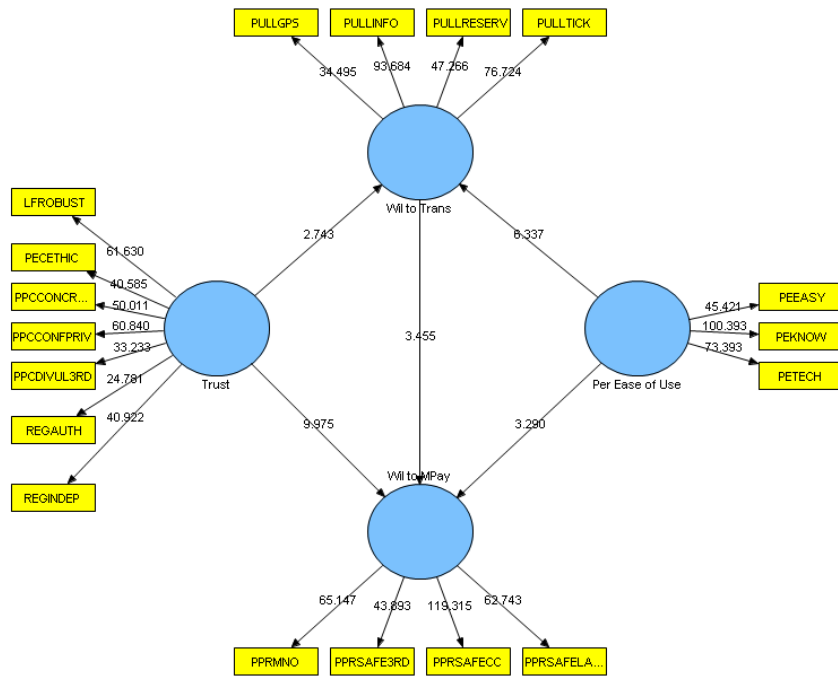 PULLGPS
PULLINFO
PULLRESERV
PULLTICK
34.495
93.684
47.266
76.724
Wil to Trans
LFROBUST
PECETHIC
PPCCONCR...
PPCCONFPRIV
PPCDIVUL3RD
REGAUTH
REGINDEP
61.630
40.585
50.011
60.840
33.233
24.781
40.922
Trust
2.743
6.337
3.455
9.975
3.290
Per Ease of Use
45.421
100.393
73.393
PEEASY
PEKNOW
PETECH
Wil to MPay
65.147
43.893
119.315
62.743
PPRMNO
PPRSAFE3RD
PPRSAFECC
PPRSAFELA...